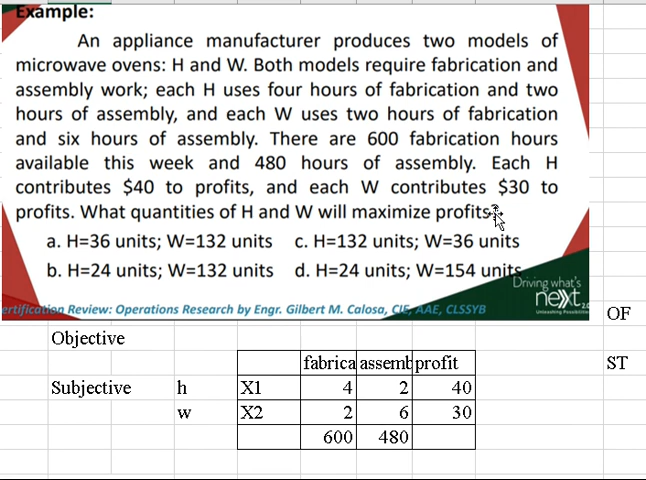 Example:
An appliance manufacturer produces two models of
microwave ovens: H and W. Both models require fabrication and
assembly work; each H uses four hours of fabrication and two
hours of assembly, and each W uses two hours of fabrication
and six hours of assembly. There are 600 fabrication hours
available this week and 480 hours of assembly. Each H
contributes $40 to profits, and each W contributes $30 to
profits. What quantities of H and W will maximize profits?
a. H=36 units; W=132 units c. H=132 units; W=36 units
b. H=24 units; W=132 units d. H=24 units; W=154 units
Driving what's
next 2.0
Unleashing Possibilities
ertification Review: Operations Research by Engr. Gilbert M. Calosa, CIE, AAE, CLSSYB
OF
Objective
fabrica assemb profit ST
Subjective h X1 4 2 40
w X2 2 6 30
600 480